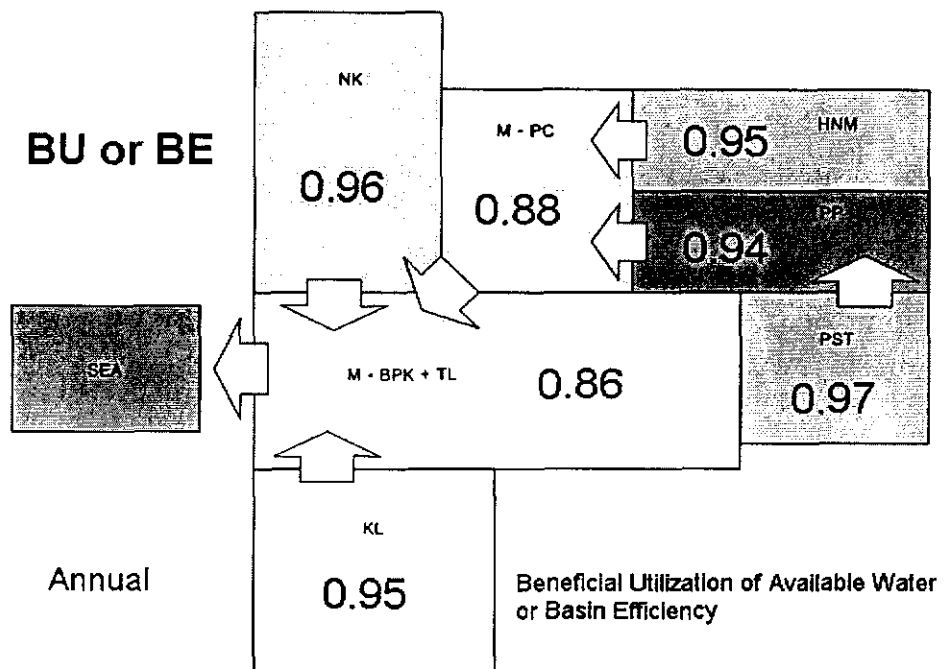 NK
M - PC
HNM
BU or BE
0.95
0.96
0.88
PP
0.94
SEA
M - BPK + TL
0.86
PST
0.97
KL
Annual
0.95
Beneficial Utilization of Available Water
or Basin Efficiency